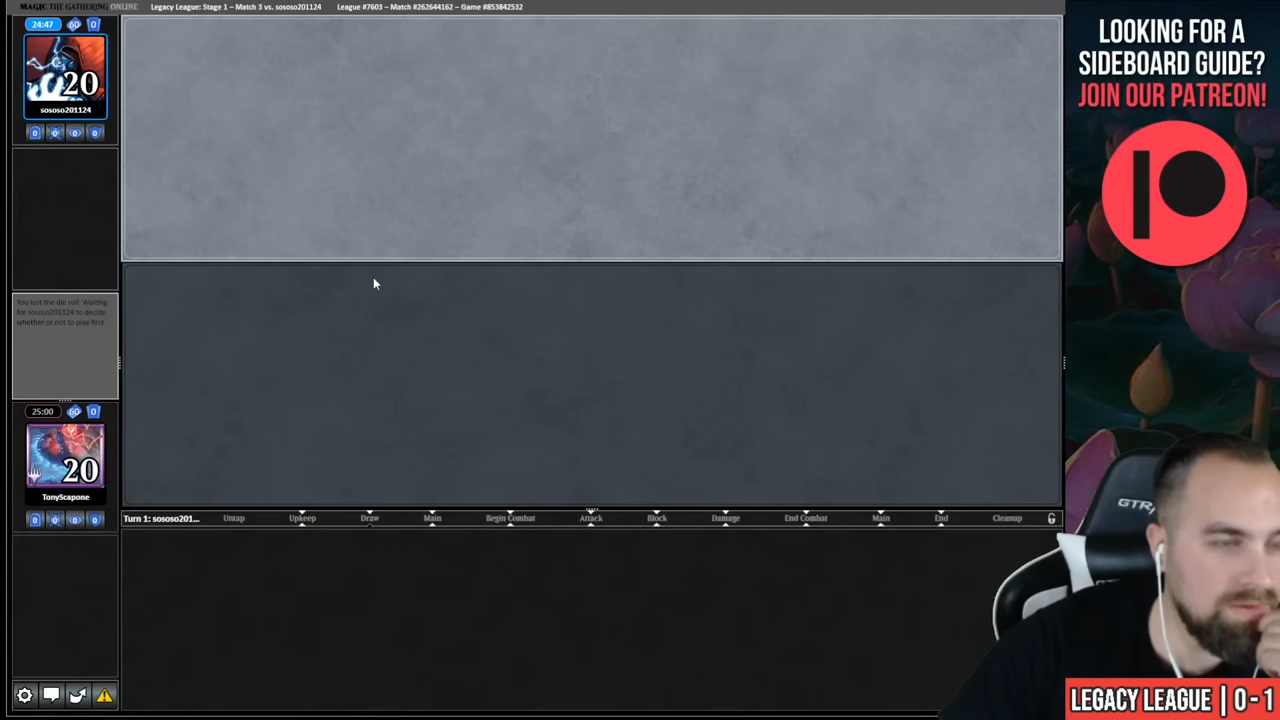 MAGIC THE GATHERING ONLINE Legacy League: Stage 1 – Match 3 vs. sososo201124 League #7603 – Match #262644162 – Game #853842532
24:47 60 0
20
sososo201124
0 0 0 0
You lost the die roll. Waiting
for sososo201124 to decide
whether or not to play first
25:00 60 0
20
TonyScapone
0 0 0 0
Turn 1: sososo201... Untap Upkeep Draw Main Begin Combat Attack Block Damage End Combat Main End Cleanup
LOOKING FOR A
SIDEBOARD GUIDE?
JOIN OUR PATREON!
LEGACY LEAGUE | 0-1